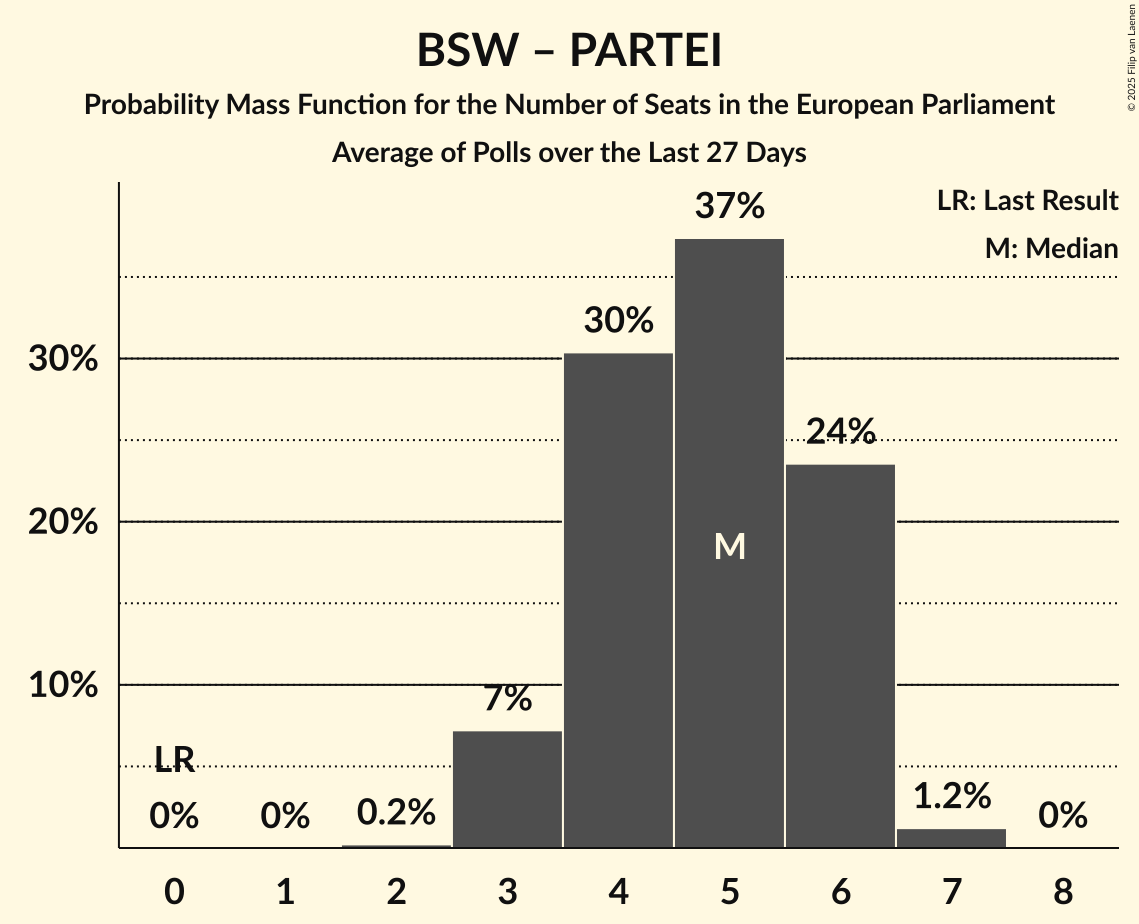 BSW – PARTEI
Probability Mass Function for the Number of Seats in the European Parliament
Average of Polls over the Last 27 Days
© 2025 Filip van Laenen
LR: Last Result
M: Median
37%
30%
24%
7%
1.2%
0.2%
0%
0%
0%
LR
M
30%
20%
10%
0 1 2 3 4 5 6 7 8